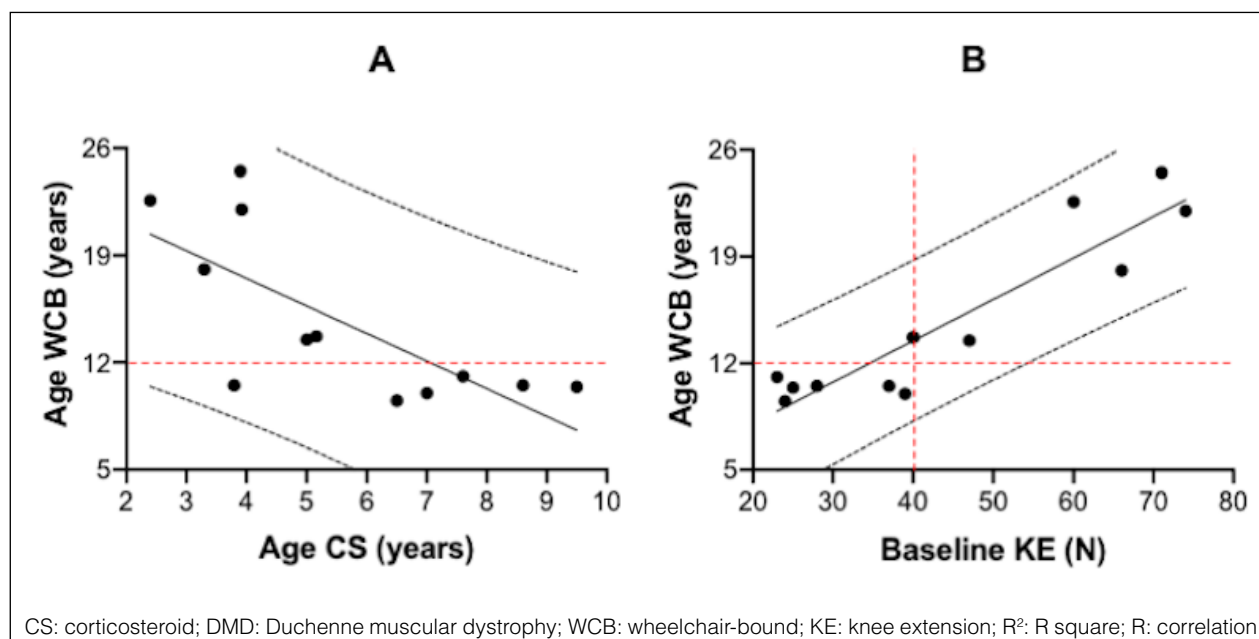 A
B
26
19
12
5
Age WCB (years)
2 3 4 5 6 7 8 9 10
Age CS (years)
26
19
12
5
Age WCB (years)
20 30 40 50 60 70 80
Baseline KE (N)
CS: corticosteroid; DMD: Duchenne muscular dystrophy; WCB: wheelchair-bound; KE: knee extension; R²: R square; R: correlation